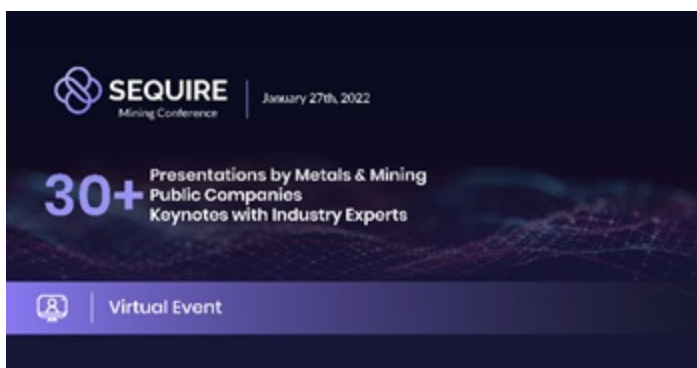 SEQUIRE
Mining Conference
January 27th, 2022
30+
Presentations by Metals & Mining
Public Companies
Keynotes with Industry Experts
Virtual Event